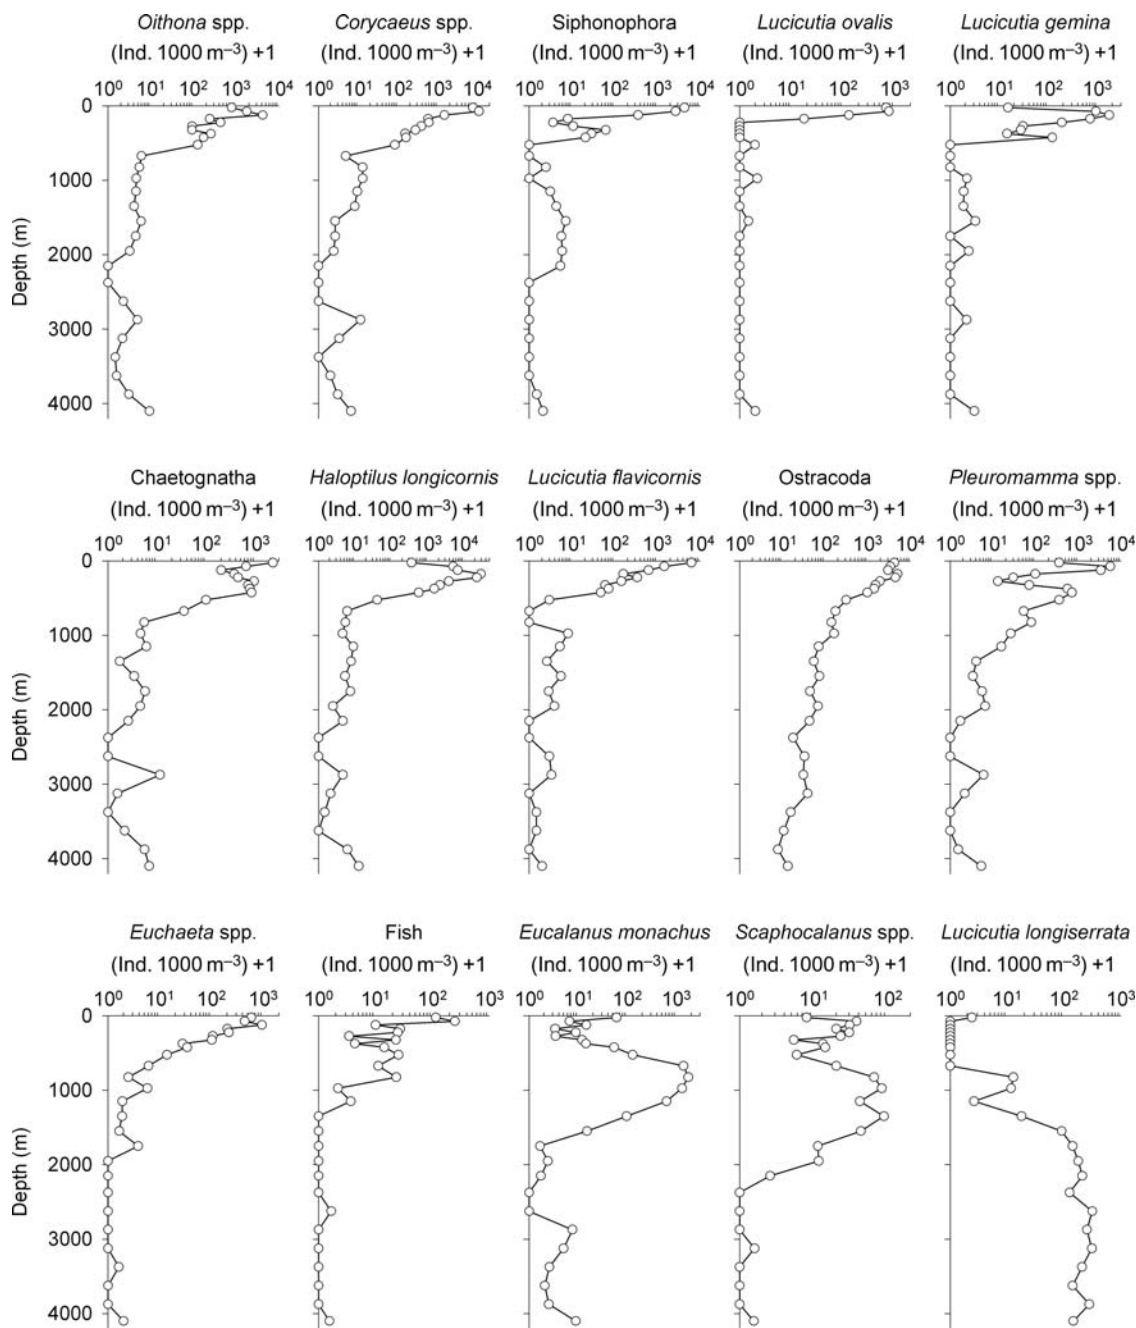 Oithona spp. Corycaeus spp. Siphonophora Lucicutia ovalis Lucicutia gemina
(Ind. 1000 m⁻³) +1 (Ind. 1000 m⁻³) +1 (Ind. 1000 m⁻³) +1 (Ind. 1000 m⁻³) +1 (Ind. 1000 m⁻³) +1
10⁰ 10¹ 10² 10³ 10⁴ 10⁰ 10¹ 10² 10³ 10⁴ 10⁰ 10¹ 10² 10³ 10⁴ 10⁰ 10¹ 10² 10³ 10⁰ 10¹ 10² 10³
0
1000
2000
3000
4000
Depth (m)
Chaetognatha Haloptilus longicornis Lucicutia flavicornis Ostracoda Pleuromamma spp.
(Ind. 1000 m⁻³) +1 (Ind. 1000 m⁻³) +1 (Ind. 1000 m⁻³) +1 (Ind. 1000 m⁻³) +1 (Ind. 1000 m⁻³) +1
10⁰ 10¹ 10² 10³ 10⁰ 10¹ 10² 10³ 10⁴ 10⁰ 10¹ 10² 10³ 10⁴ 10⁰ 10¹ 10² 10³ 10⁴ 10⁰ 10¹ 10² 10³ 10⁴
0
1000
2000
3000
4000
Depth (m)
Euchaeta spp. Fish Eucalanus monachus Scaphocalanus spp. Lucicutia longiserrata
(Ind. 1000 m⁻³) +1 (Ind. 1000 m⁻³) +1 (Ind. 1000 m⁻³) +1 (Ind. 1000 m⁻³) +1 (Ind. 1000 m⁻³) +1
10⁰ 10¹ 10² 10³ 10⁰ 10¹ 10² 10³ 10⁰ 10¹ 10² 10³ 10⁰ 10¹ 10² 10⁰ 10¹ 10² 10³
0
1000
2000
3000
4000
Depth (m)